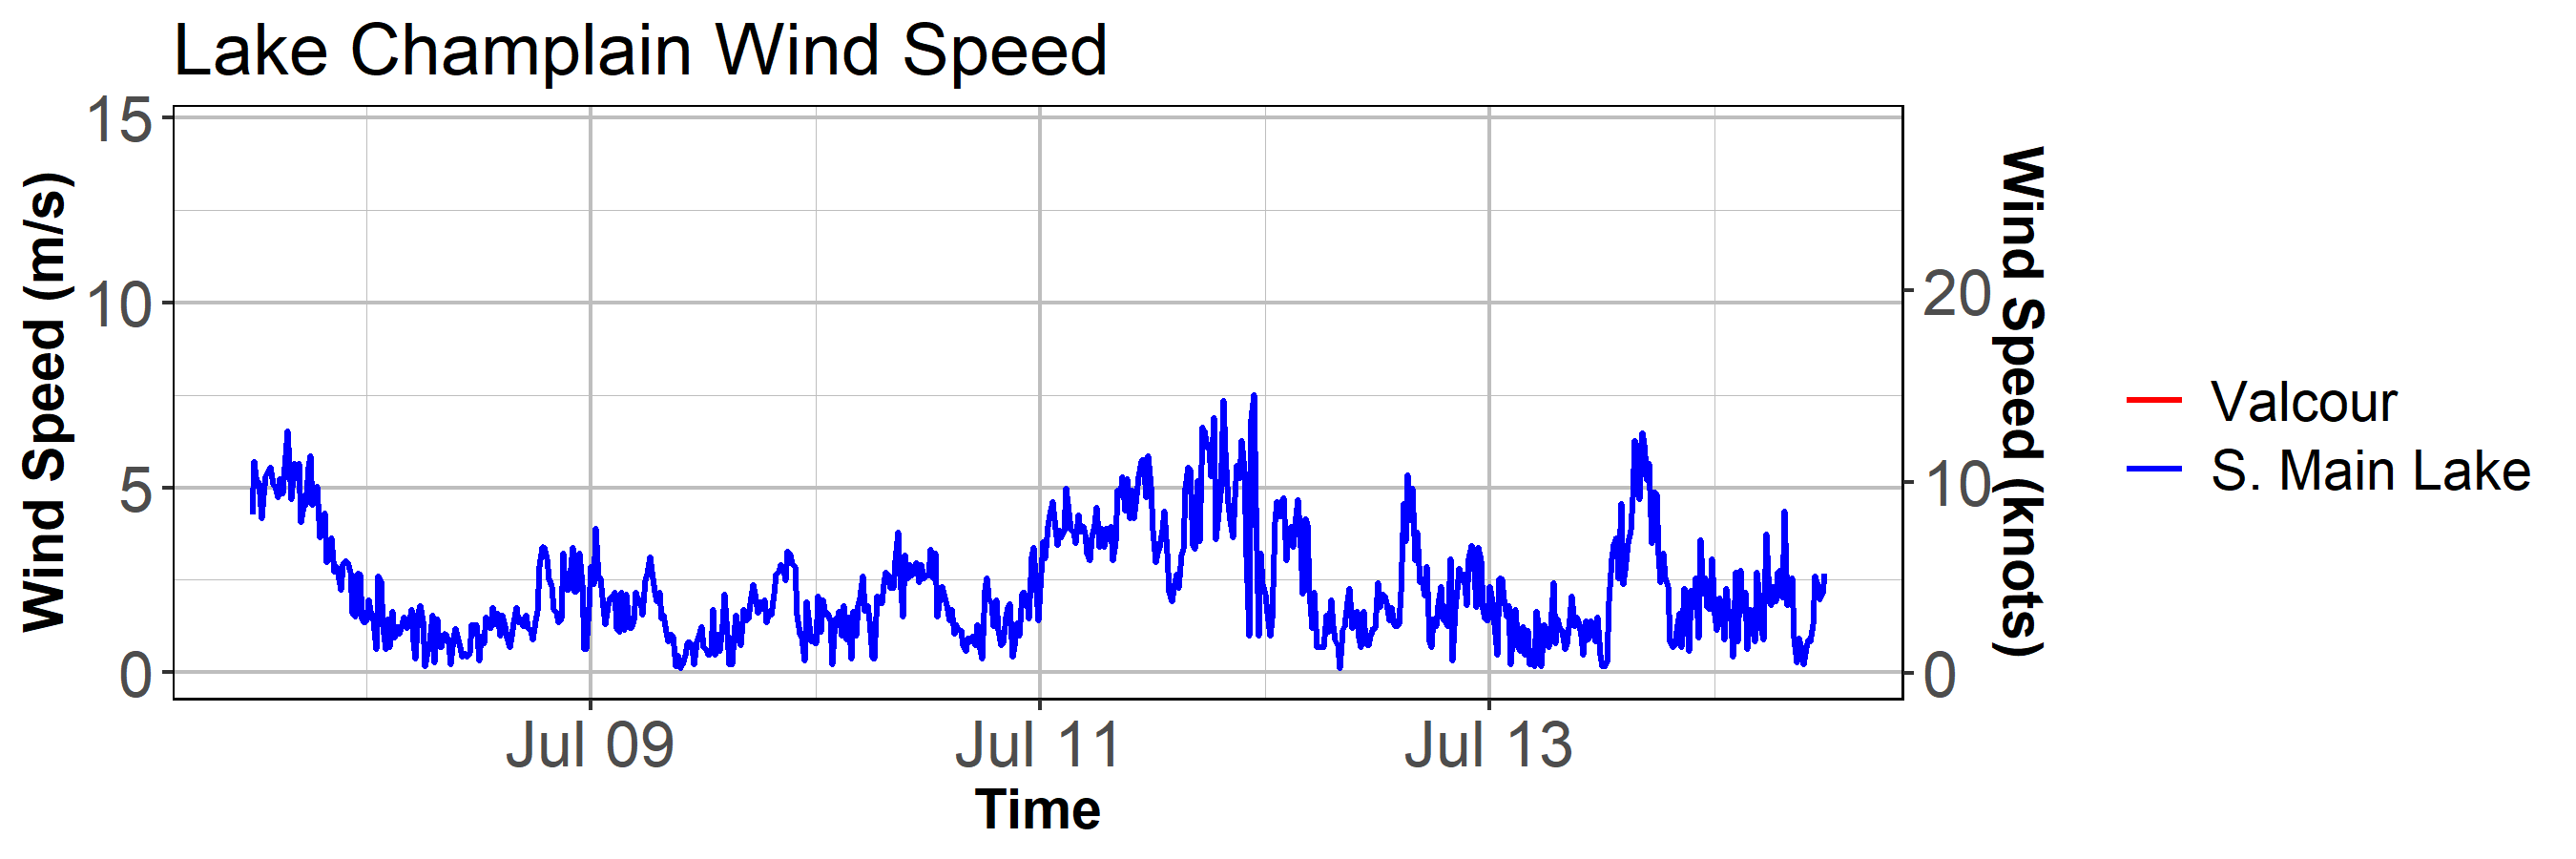 Lake Champlain Wind Speed
15
10
5
0
Wind Speed (m/s)
20
10
0
Wind Speed (knots)
Jul 09
Jul 11
Jul 13
Time
Valcour
S. Main Lake